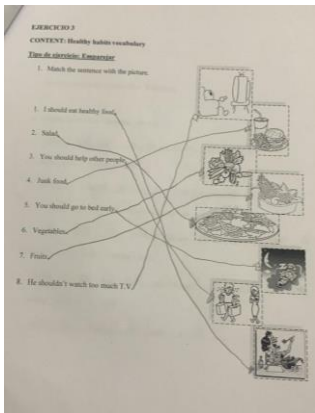 EJERCICIO 3
CONTENT: Healthy habits vocabulary
Tipo de ejercicio: Emparejar
1. Match the sentence with the picture.
1. I should eat healthy food.
2. Salad.
3. You should help other people.
4. Junk food.
5. You should go to bed early.
6. Vegetables.
7. Fruits.
8. He shouldn't watch too much T.V.